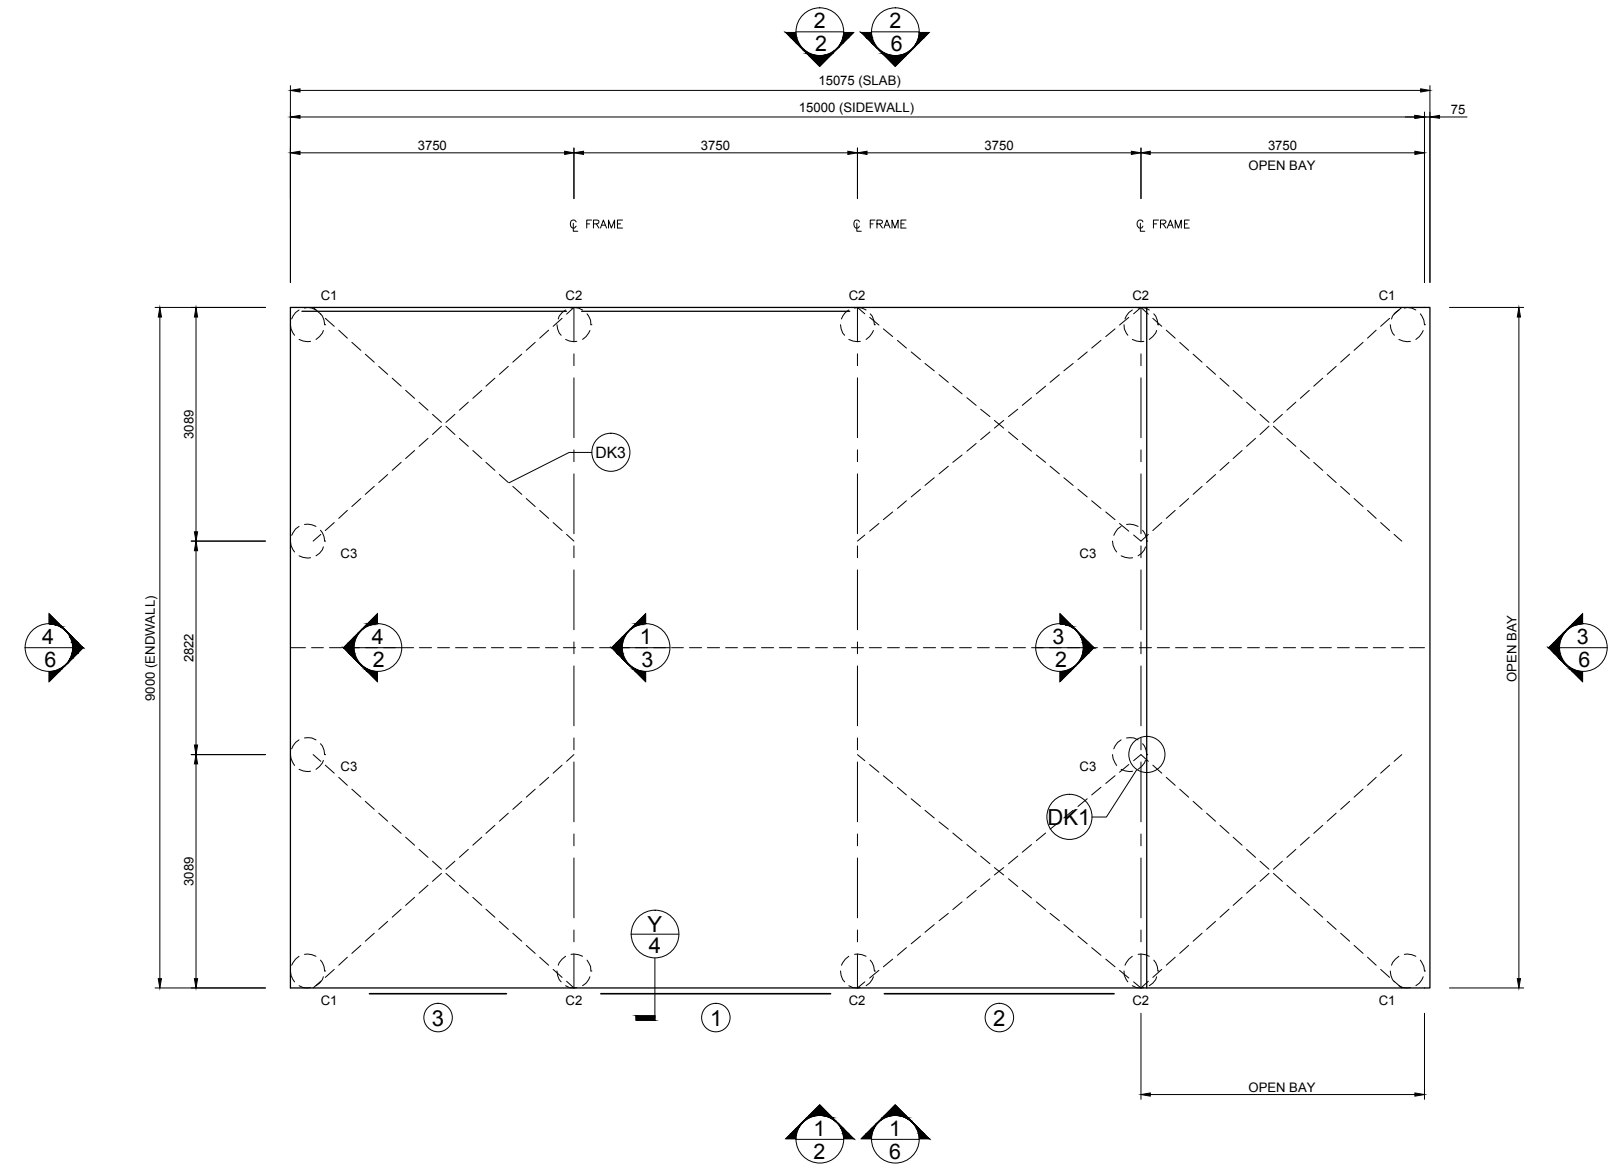 2
2
2
6
15075 (SLAB)
15000 (SIDEWALL)
75
3750
3750
3750
3750
OPEN BAY
℄ FRAME
℄ FRAME
℄ FRAME
C1
C2
C2
C2
C1
3089
DK3
C3
C3
9000 (ENDWALL)
2822
OPEN BAY
4
6
4
2
1
3
3
2
3
6
C3
C3
DK1
3089
Y
4
C1
C2
C2
C2
C1
3
1
2
OPEN BAY
1
2
1
6